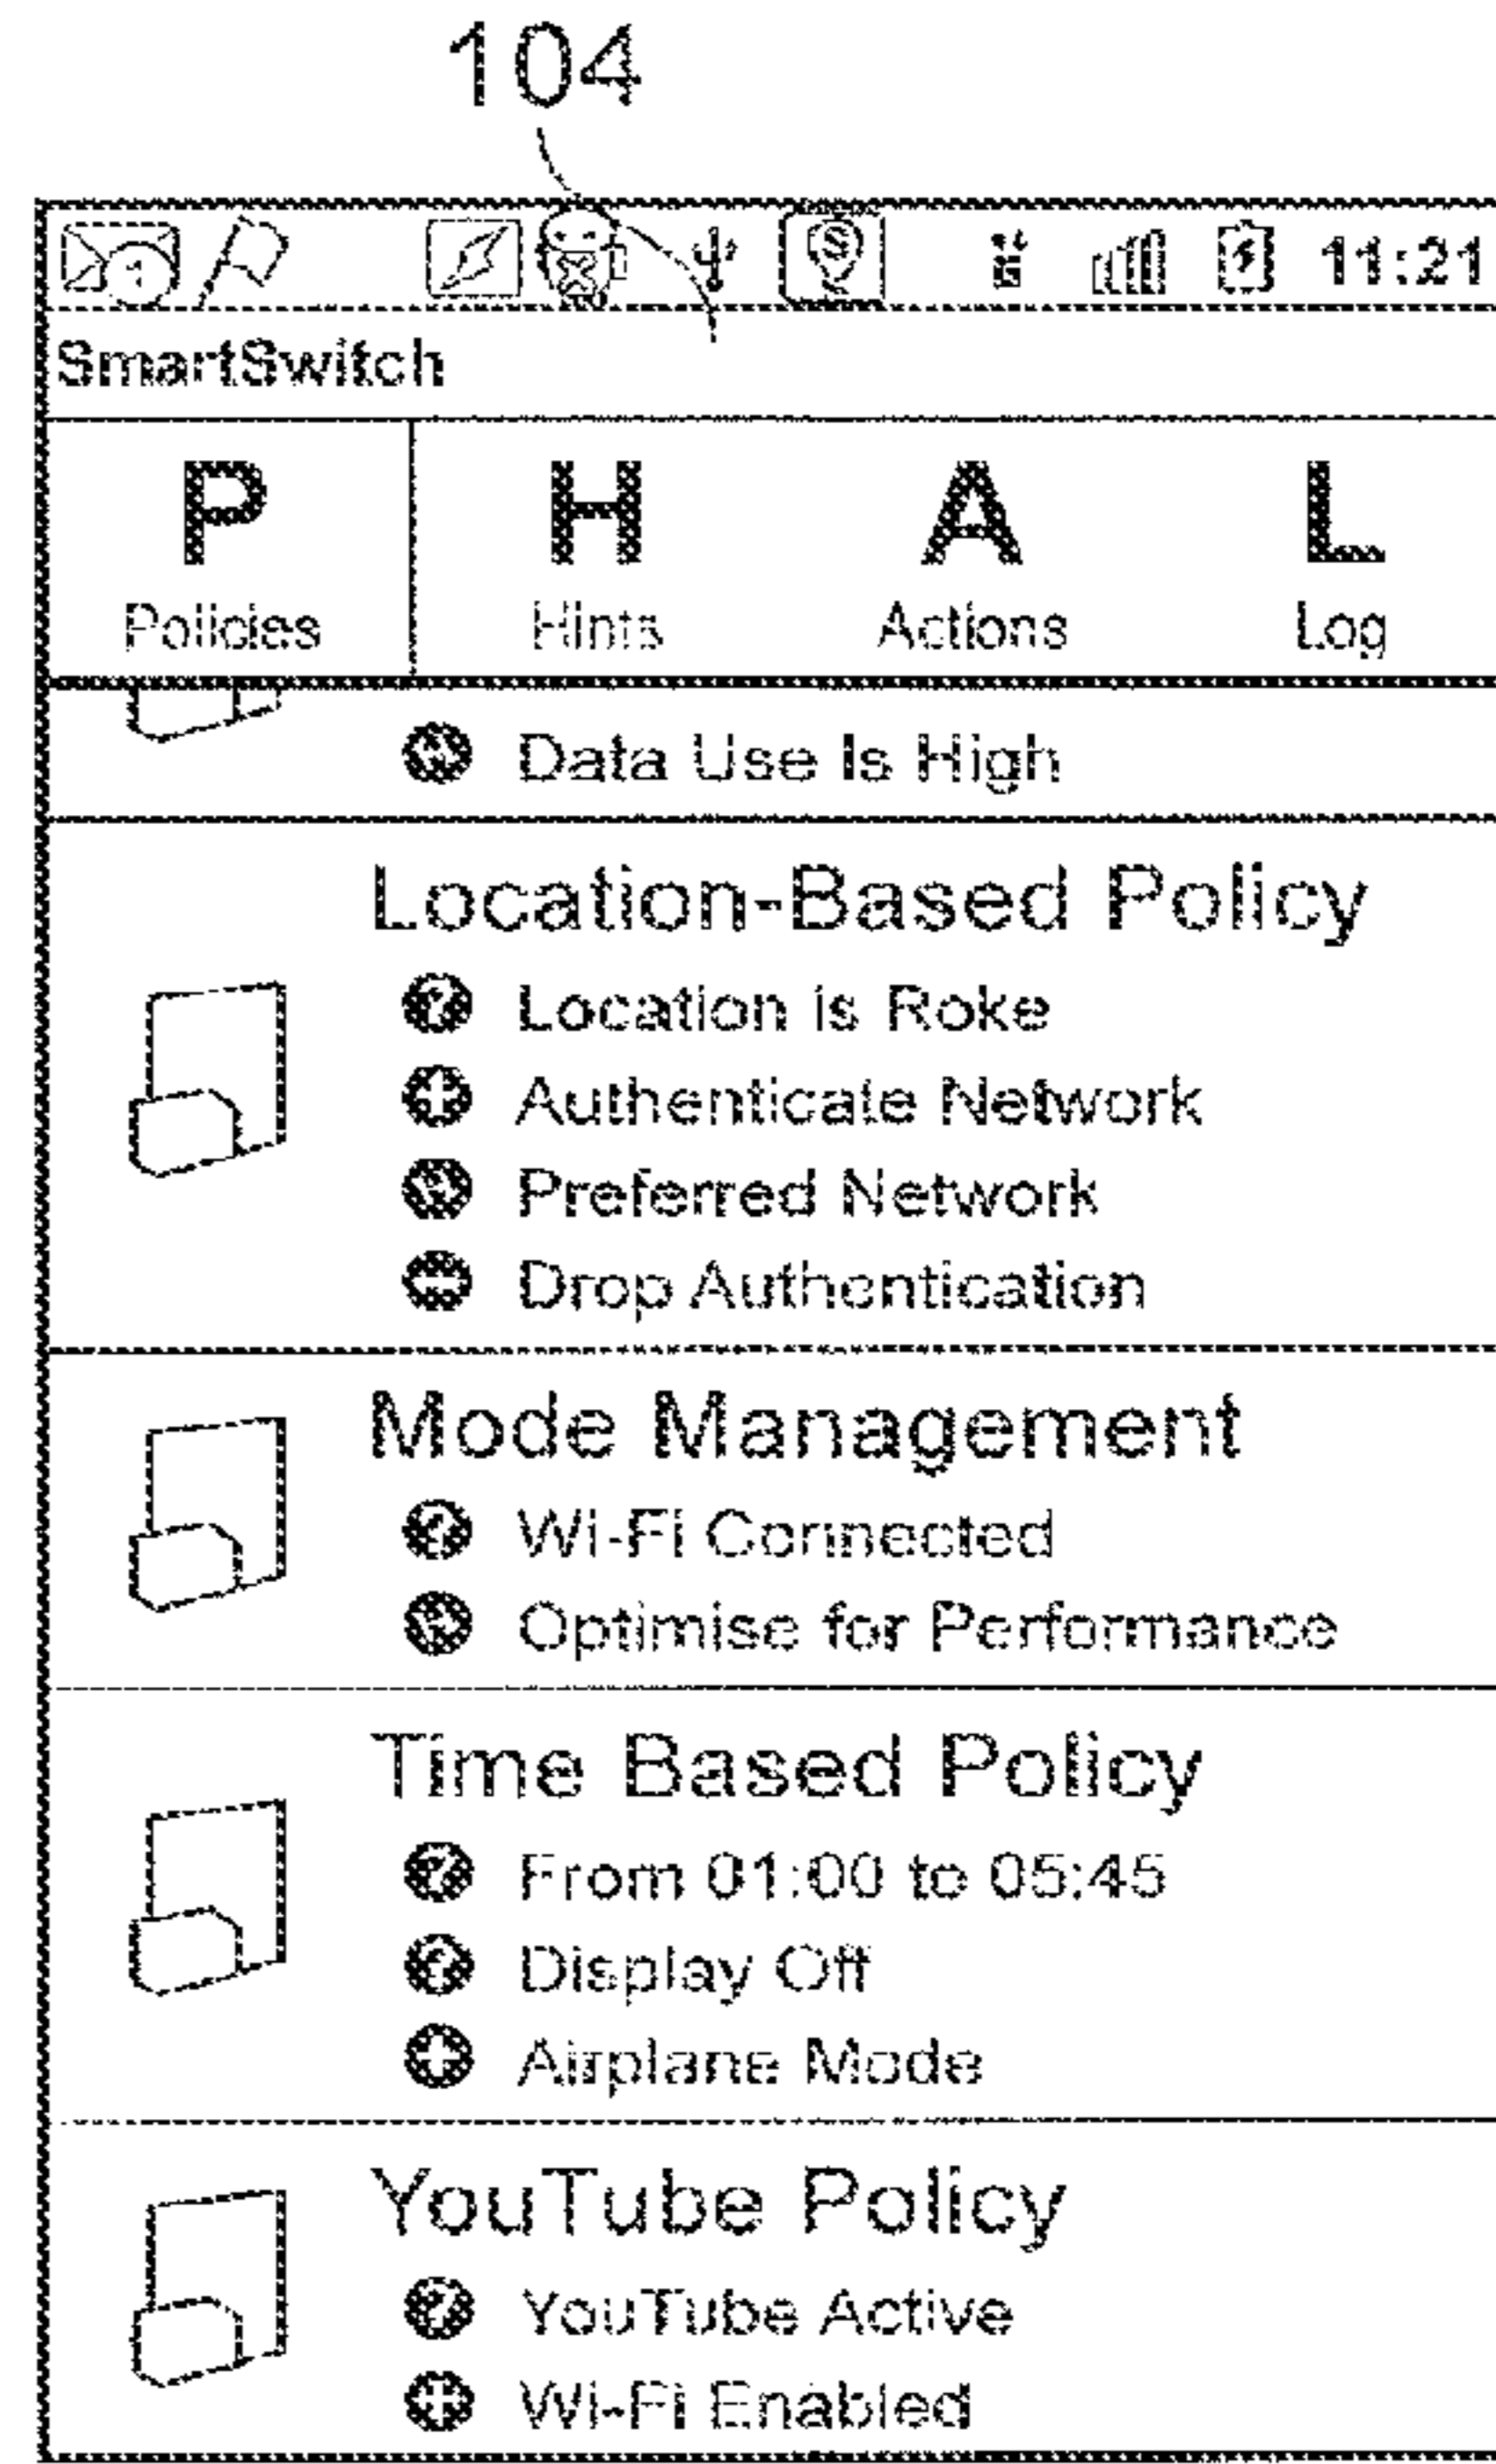 104
1 11:21
SmartSwitch
P H A L
Policies Hints Actions Log
Data Use Is High
Location-Based Policy
Location is Roke
Authenticate Network
Preferred Network
Drop Authentication
Mode Management
Wi-Fi Connected
Optimise for Performance
Time Based Policy
From 01:00 to 05:45
Display Off
Airplane Mode
YouTube Policy
YouTube Active
Wi-Fi Enabled